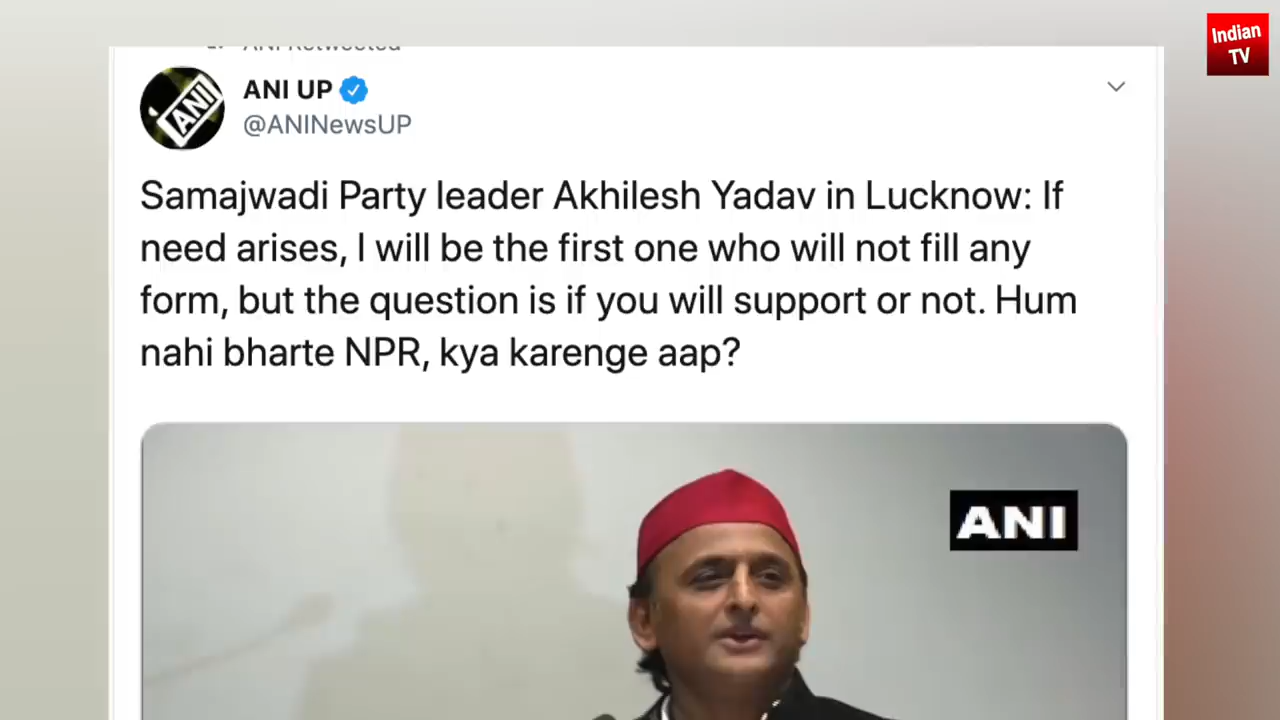 Indian
TV
ANI Retweeted
ANI UP
@ANINewsUP
ANI
Samajwadi Party leader Akhilesh Yadav in Lucknow: If
need arises, I will be the first one who will not fill any
form, but the question is if you will support or not. Hum
nahi bharte NPR, kya karenge aap?
ANI